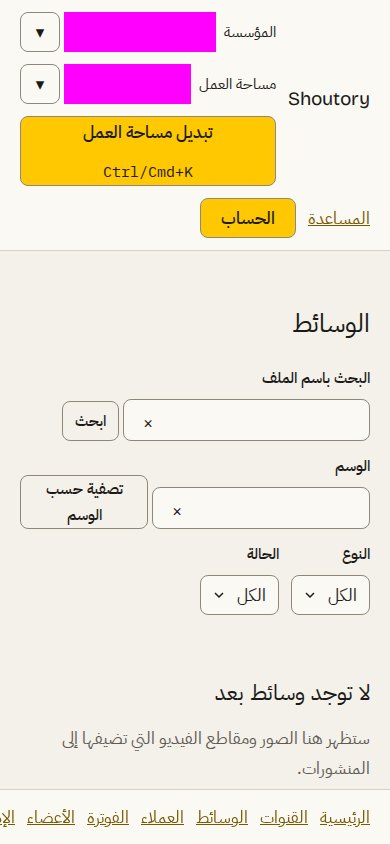 المؤسسة ▼
مساحة العمل ▼
Shoutory
تبديل مساحة العمل
Ctrl/Cmd+K
المساعدة الحساب
الوسائط
البحث باسم الملف
× ابحث
الوسم
× تصفية حسب
الوسم
النوع الحالة
الكل الكل
لا توجد وسائط بعد
ستظهر هنا الصور ومقاطع الفيديو التي تضيفها إلى
المنشورات.
الرئيسية القنوات الوسائط العملاء الفوترة الأعضاء